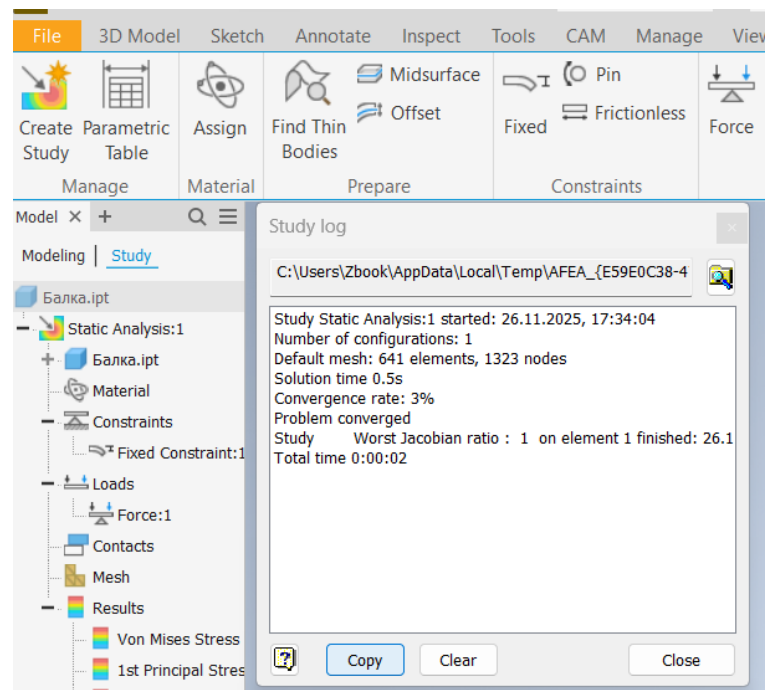 File 3D Model Sketch Annotate Inspect Tools CAM Manage View
Create Study
Parametric Table
Assign
Find Thin Bodies
Midsurface
Offset
Fixed
Pin
Frictionless
Force
Manage Material Prepare Constraints
Model × +
Modeling | Study
Балка.ipt
Static Analysis:1
Балка.ipt
Material
Constraints
Fixed Constraint:1
Loads
Force:1
Contacts
Mesh
Results
Von Mises Stress
1st Principal Stres
Study log
C:\Users\Zbook\AppData\Local\Temp\AFEA_{E59E0C38-4
Study Static Analysis:1 started: 26.11.2025, 17:34:04
Number of configurations: 1
Default mesh: 641 elements, 1323 nodes
Solution time 0.5s
Convergence rate: 3%
Problem converged
Study Worst Jacobian ratio : 1 on element 1 finished: 26.1
Total time 0:00:02
Copy Clear Close